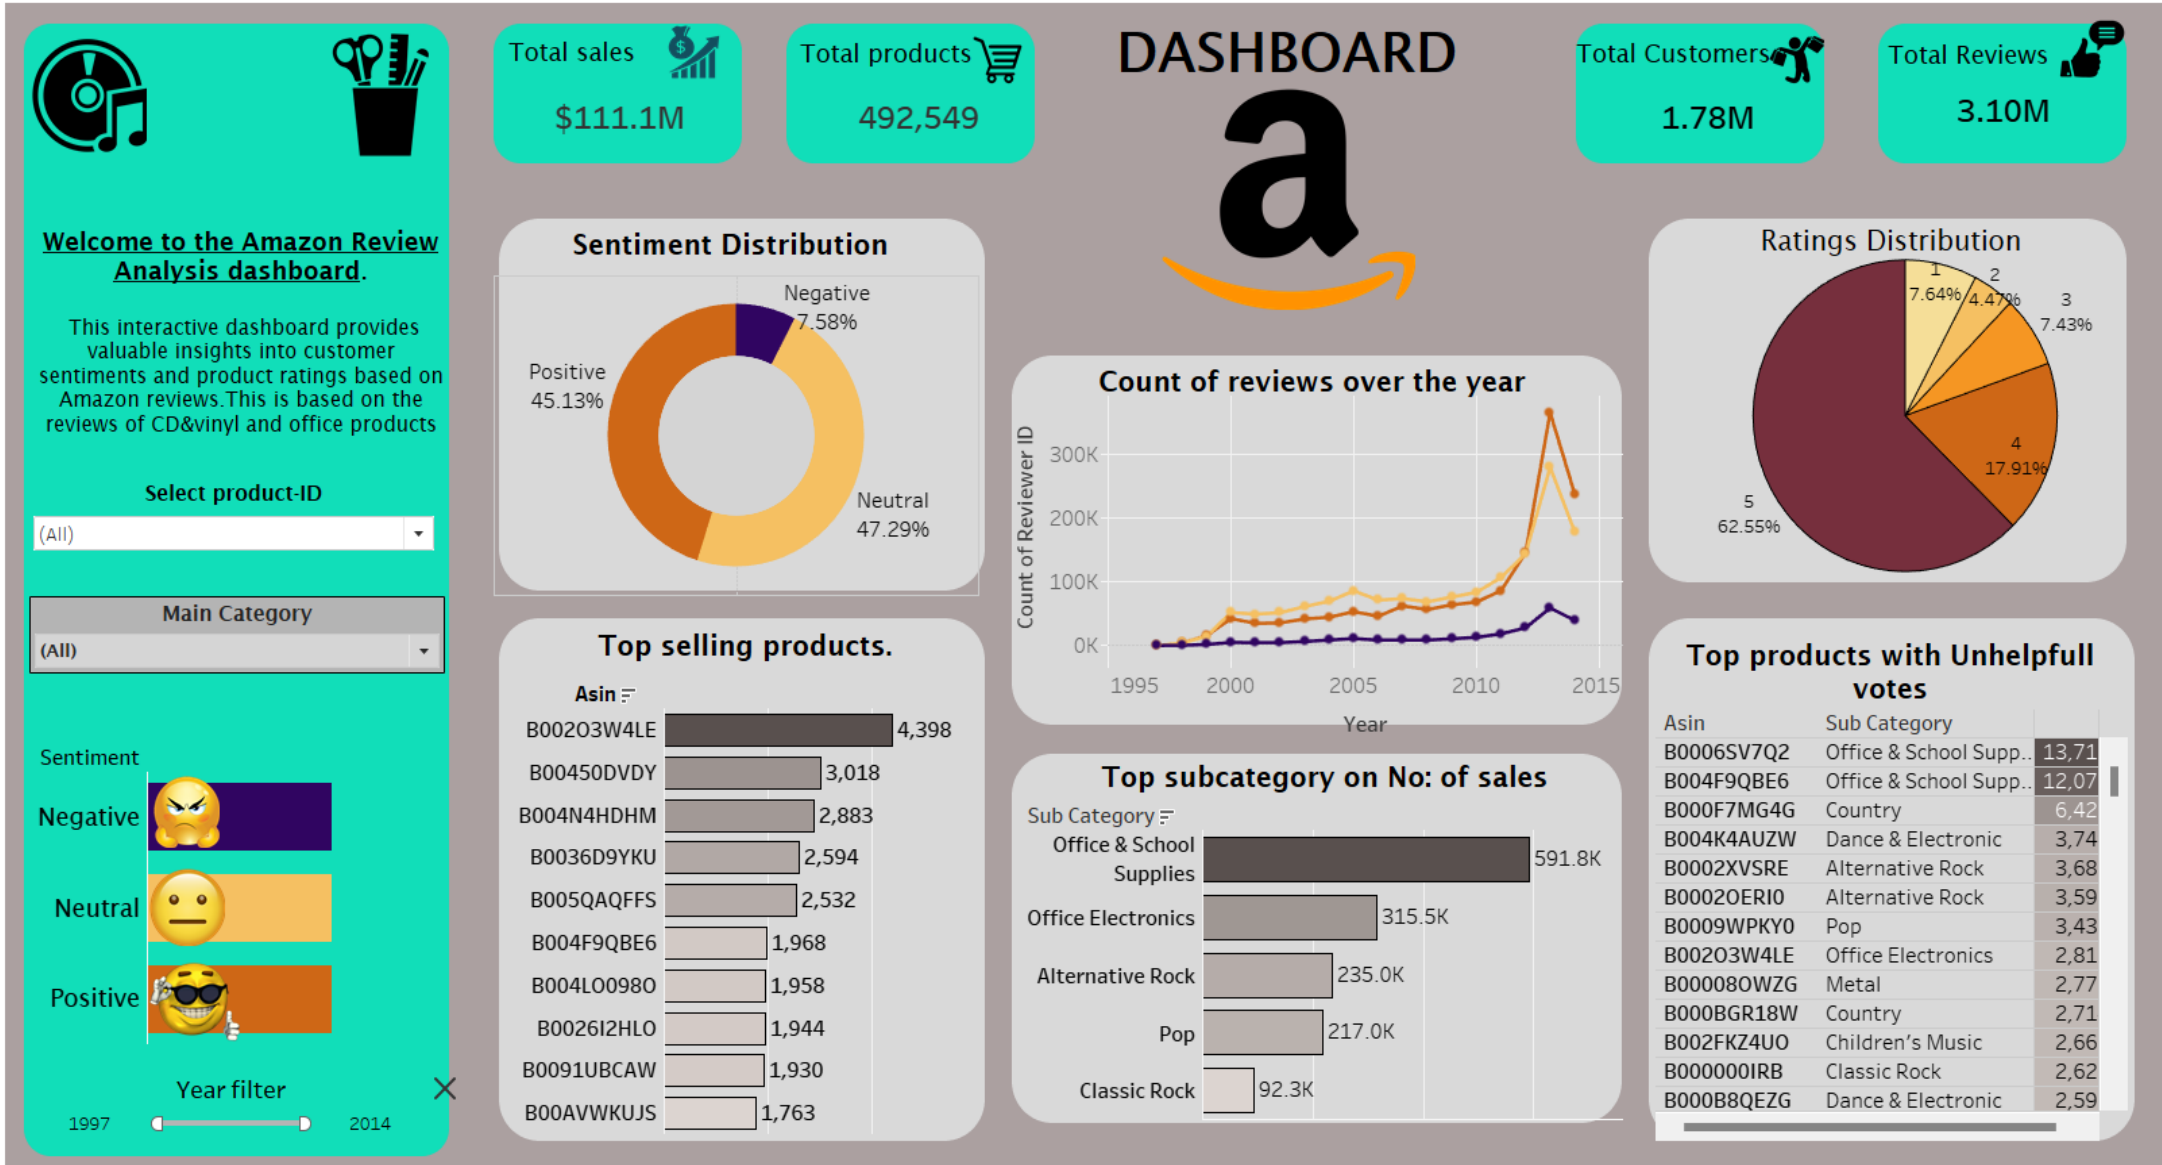 Welcome to the Amazon Review
Analysis dashboard.
This interactive dashboard provides
valuable insights into customer
sentiments and product ratings based on
Amazon reviews.This is based on the
reviews of CD&vinyl and office products
Select product-ID
(All)
Main Category
(All)
Sentiment
Negative
Neutral
Positive
Year filter
1997
2014
Total sales
$111.1M
Total products
492,549
DASHBOARD
a
Total Customers
1.78M
Total Reviews
3.10M
Sentiment Distribution
Negative
7.58%
Positive
45.13%
Neutral
47.29%
Top selling products.
Asin
B002O3W4LE 4,398
B00450DVDY 3,018
B004N4HDHM 2,883
B0036D9YKU 2,594
B005QAQFFS 2,532
B004F9QBE6 1,968
B004LO098O 1,958
B0026I2HLO 1,944
B0091UBCAW 1,930
B00AVWKUJS 1,763
Count of reviews over the year
Count of Reviewer ID
300K
200K
100K
0K
1995 2000 2005 2010 2015
Year
Top subcategory on No: of sales
Sub Category
Office & School
Supplies
591.8K
Office Electronics 315.5K
Alternative Rock 235.0K
Pop 217.0K
Classic Rock 92.3K
Ratings Distribution
1
7.64%
2
4.47%
3
7.43%
4
17.91%
5
62.55%
Top products with Unhelpfull
votes
Asin Sub Category
B0006SV7Q2 Office & School Supp.. 13,71
B004F9QBE6 Office & School Supp.. 12,07
B000F7MG4G Country 6,42
B004K4AUZW Dance & Electronic 3,74
B0002XVSRE Alternative Rock 3,68
B0002OERI0 Alternative Rock 3,59
B0009WPKY0 Pop 3,43
B002O3W4LE Office Electronics 2,81
B00008OWZG Metal 2,77
B000BGR18W Country 2,71
B002FKZ4UO Children's Music 2,66
B000000IRB Classic Rock 2,62
B000B8QEZG Dance & Electronic 2,59